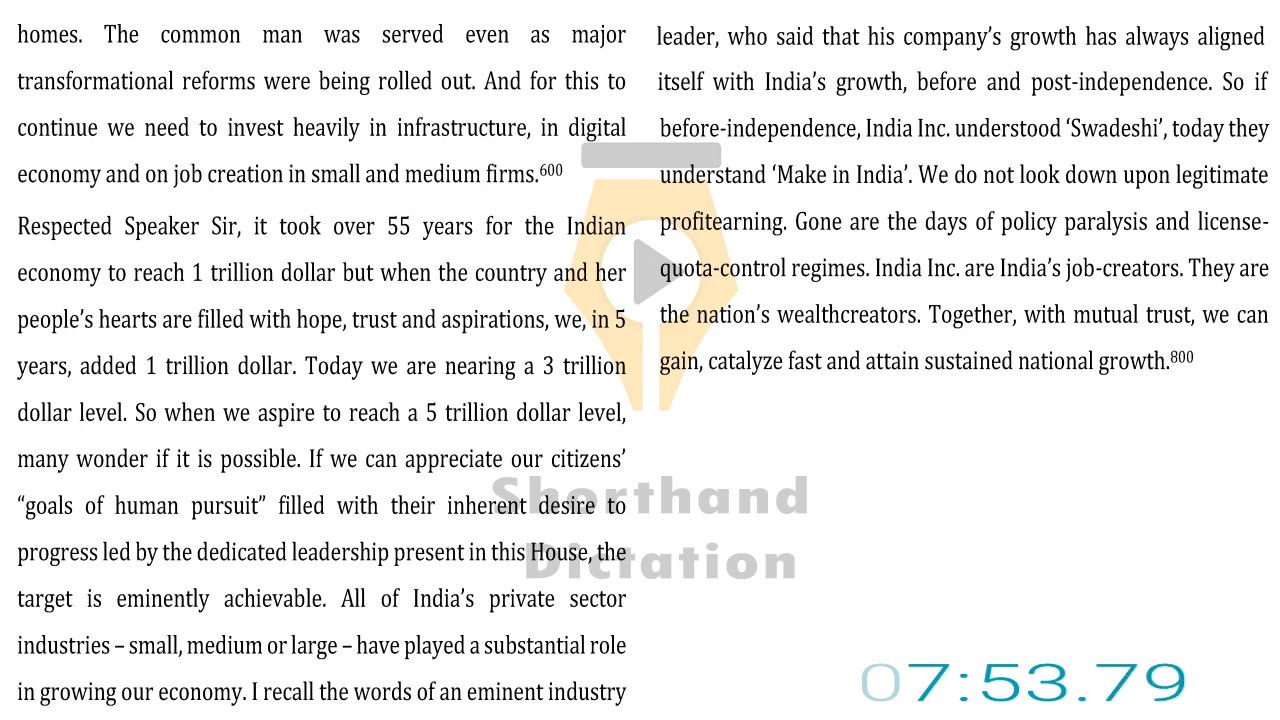 homes. The common man was served even as major
transformational reforms were being rolled out. And for this to
continue we need to invest heavily in infrastructure, in digital
economy and on job creation in small and medium firms.600
Respected Speaker Sir, it took over 55 years for the Indian
economy to reach 1 trillion dollar but when the country and her
people’s hearts are filled with hope, trust and aspirations, we, in 5
years, added 1 trillion dollar. Today we are nearing a 3 trillion
dollar level. So when we aspire to reach a 5 trillion dollar level,
many wonder if it is possible. If we can appreciate our citizens’
“goals of human pursuit” filled with their inherent desire to
progress led by the dedicated leadership present in this House, the
target is eminently achievable. All of India’s private sector
industries – small, medium or large – have played a substantial role
in growing our economy. I recall the words of an eminent industry
leader, who said that his company’s growth has always aligned
itself with India’s growth, before and post-independence. So if
before-independence, India Inc. understood ‘Swadeshi’, today they
understand ‘Make in India’. We do not look down upon legitimate
profitearning. Gone are the days of policy paralysis and license-
quota-control regimes. India Inc. are India’s job-creators. They are
the nation’s wealthcreators. Together, with mutual trust, we can
gain, catalyze fast and attain sustained national growth.800
Shorthand
Dictation
07:53.79